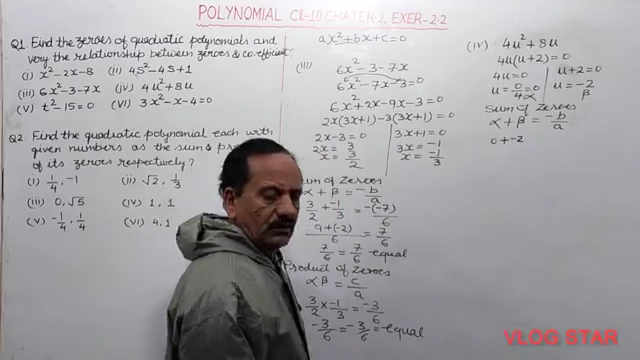 POLYNOMIAL CL-10 CHATER-2, EXER-2.2
Q1. Find the zeroes of quadratic polynomials and
very the relationship between zeroes & co-efficient?
(i) x²-2x-8 (ii) 4S²-4S+1
(iii) 6x²-3-7x (iv) 4u²+8u
(v) t²-15=0 (vi) 3x²-x-4=0
Q2. Find the quadratic polynomial each with
given numbers as the sum & pr
of its zeroes respectively?
(i) 1/4, -1 (ii) √2, 1/3
(iii) 0, √5 (iv) 1, 1
(v) -1/4, 1/4 (vi) 4, 1
ax²+bx+c=0
(iii) 6x²-3-7x
6x²-7x-3=0
6x²+2x-9x-3=0
2x(3x+1)-3(3x+1)=0
2x-3=0 3x+1=0
2x=3 3x=-1
x=3/2 x=-1/3
Sum of Zeroes
α+β=-b/a
3/2+-1/3=-(-7)/6
9+(-2)/6=7/6
7/6=7/6 equal
Product of Zeroes
αβ=c/a
3/2×-1/3=-3/6
-3/6=-3/6=equal
(iv) 4u²+8u
4u(u+2)=0
4u=0 u+2=0
u=0/4 α u=-2 β
Sum of Zeroes
α+β=-b/a
0+-2
VLOG STAR